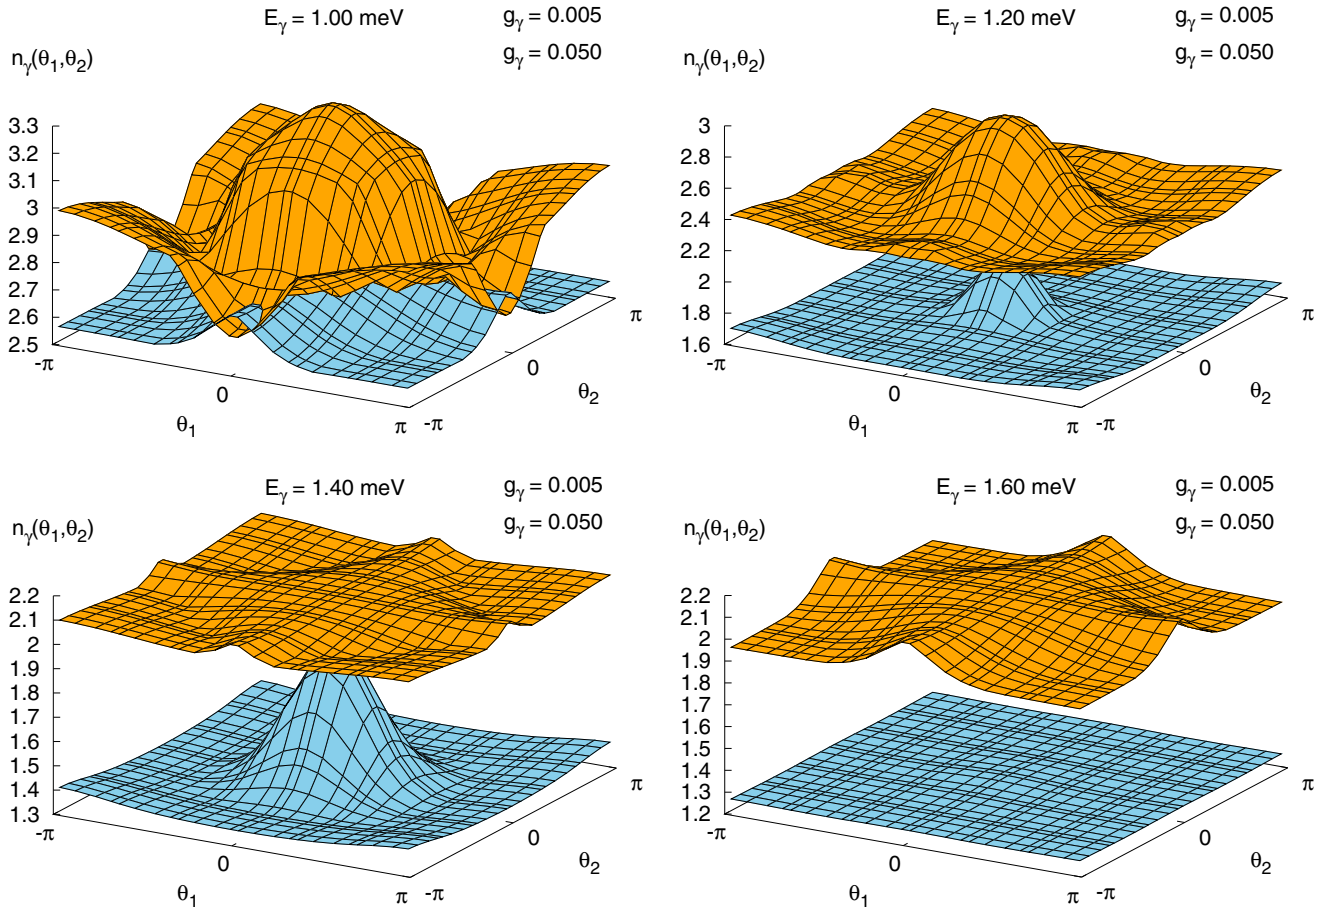 E_γ = 1.00 meV
g_γ = 0.005
g_γ = 0.050
n_γ(θ_1,θ_2)
3.3
3.2
3.1
3
2.9
2.8
2.7
2.6
2.5
-π
0
π
θ_1
-π
0
π
θ_2
E_γ = 1.20 meV
g_γ = 0.005
g_γ = 0.050
n_γ(θ_1,θ_2)
3
2.8
2.6
2.4
2.2
2
1.8
1.6
-π
0
π
θ_1
-π
0
π
θ_2
E_γ = 1.40 meV
g_γ = 0.005
g_γ = 0.050
n_γ(θ_1,θ_2)
2.2
2.1
2
1.9
1.8
1.7
1.6
1.5
1.4
1.3
-π
0
π
θ_1
-π
0
π
θ_2
E_γ = 1.60 meV
g_γ = 0.005
g_γ = 0.050
n_γ(θ_1,θ_2)
2.2
2.1
2
1.9
1.8
1.7
1.6
1.5
1.4
1.3
1.2
-π
0
π
θ_1
-π
0
π
θ_2